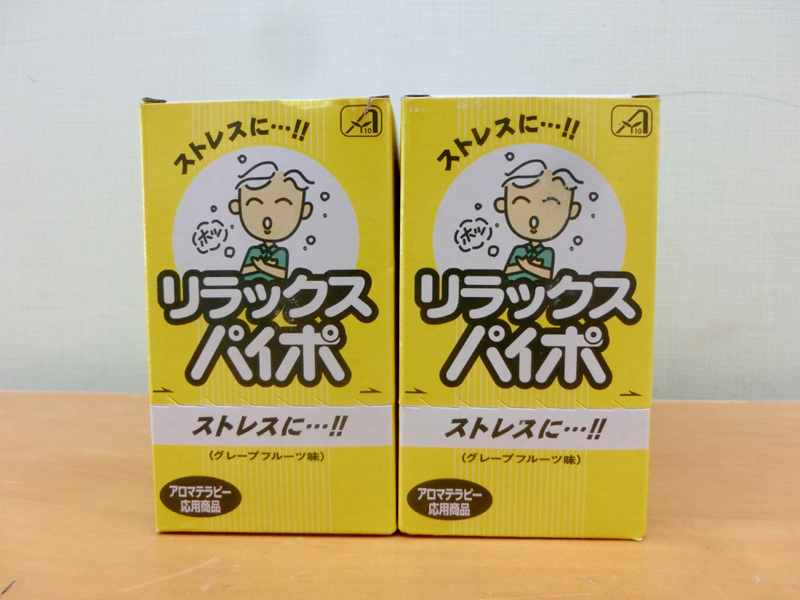 ストレスに…!!
A10
ホッ
リラックス
パイポ
ストレスに…!!
(グレープフルーツ味)
アロマテラピー
応用商品
ストレスに…!!
A10
ホッ
リラックス
パイポ
ストレスに…!!
(グレープフルーツ味)
アロマテラピー
応用商品